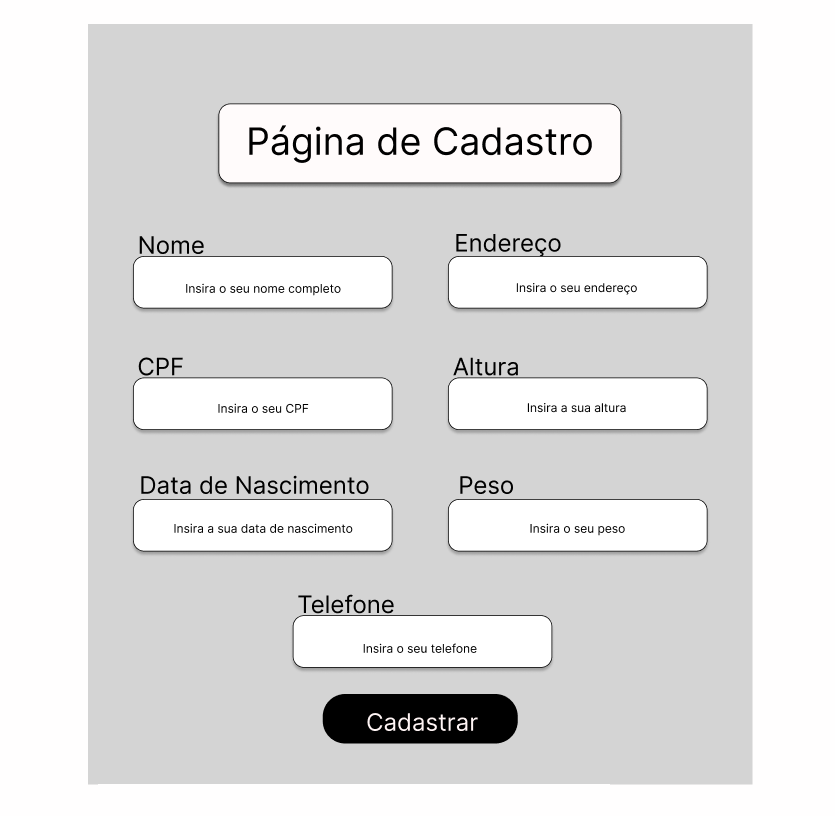 Página de Cadastro
Nome
Insira o seu nome completo
Endereço
Insira o seu endereço
CPF
Insira o seu CPF
Altura
Insira a sua altura
Data de Nascimento
Insira a sua data de nascimento
Peso
Insira o seu peso
Telefone
Insira o seu telefone
Cadastrar